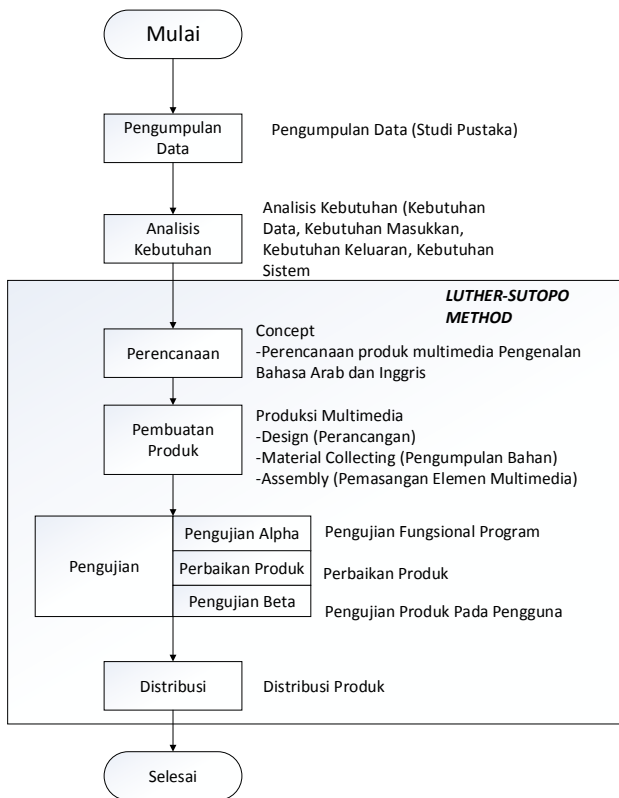 Mulai
Pengumpulan
Data
Pengumpulan Data (Studi Pustaka)
Analisis
Kebutuhan
Analisis Kebutuhan (Kebutuhan
Data, Kebutuhan Masukkan,
Kebutuhan Keluaran, Kebutuhan
Sistem
LUTHER-SUTOPO
METHOD
Perencanaan
Concept
-Perencanaan produk multimedia Pengenalan
Bahasa Arab dan Inggris
Pembuatan
Produk
Produksi Multimedia
-Design (Perancangan)
-Material Collecting (Pengumpulan Bahan)
-Assembly (Pemasangan Elemen Multimedia)
Pengujian
Pengujian Alpha
Pengujian Fungsional Program
Perbaikan Produk
Perbaikan Produk
Pengujian Beta
Pengujian Produk Pada Pengguna
Distribusi
Distribusi Produk
Selesai